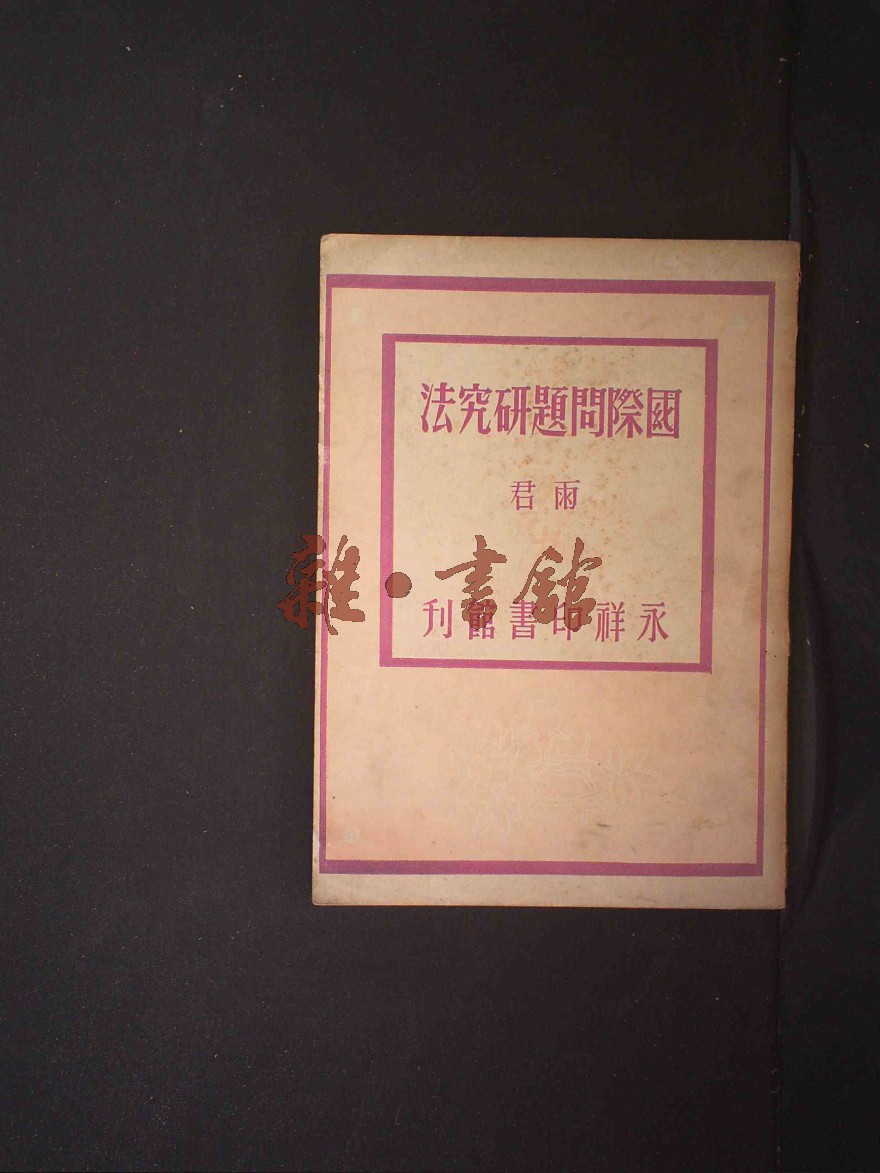 國際問題研究法
雨君
雜·書館
永祥印書館刊